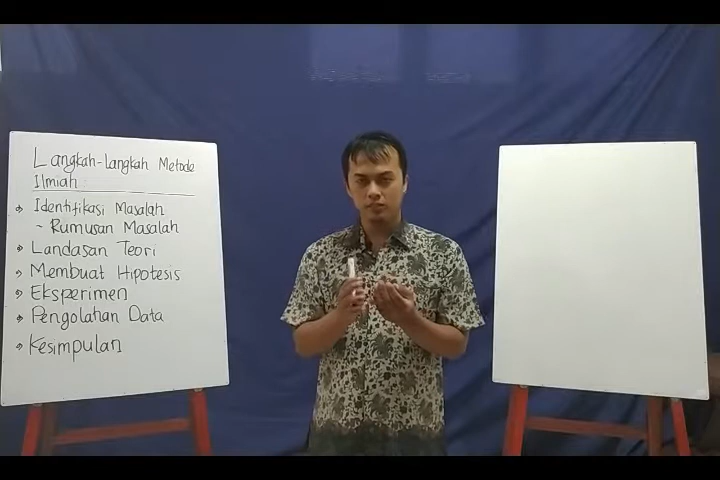 Langkah-langkah Metode
Ilmiah :
Identifikasi Masalah
~ Rumusan Masalah
Landasan Teori
Membuat Hipotesis
Eksperimen
Pengolahan Data
Kesimpulan